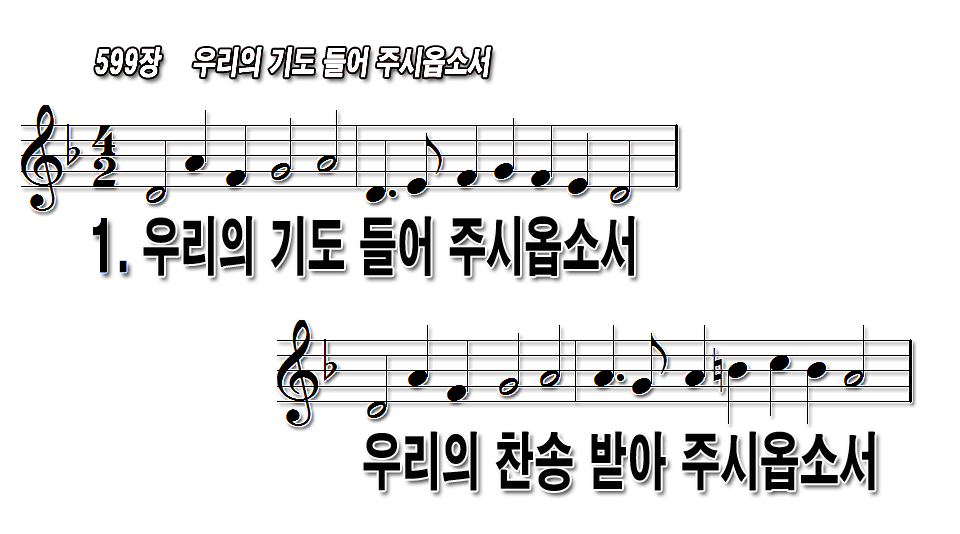 599장 우리의 기도 들어 주시옵소서
4
2
1. 우리의 기도 들어 주시옵소서
우리의 찬송 받아 주시옵소서